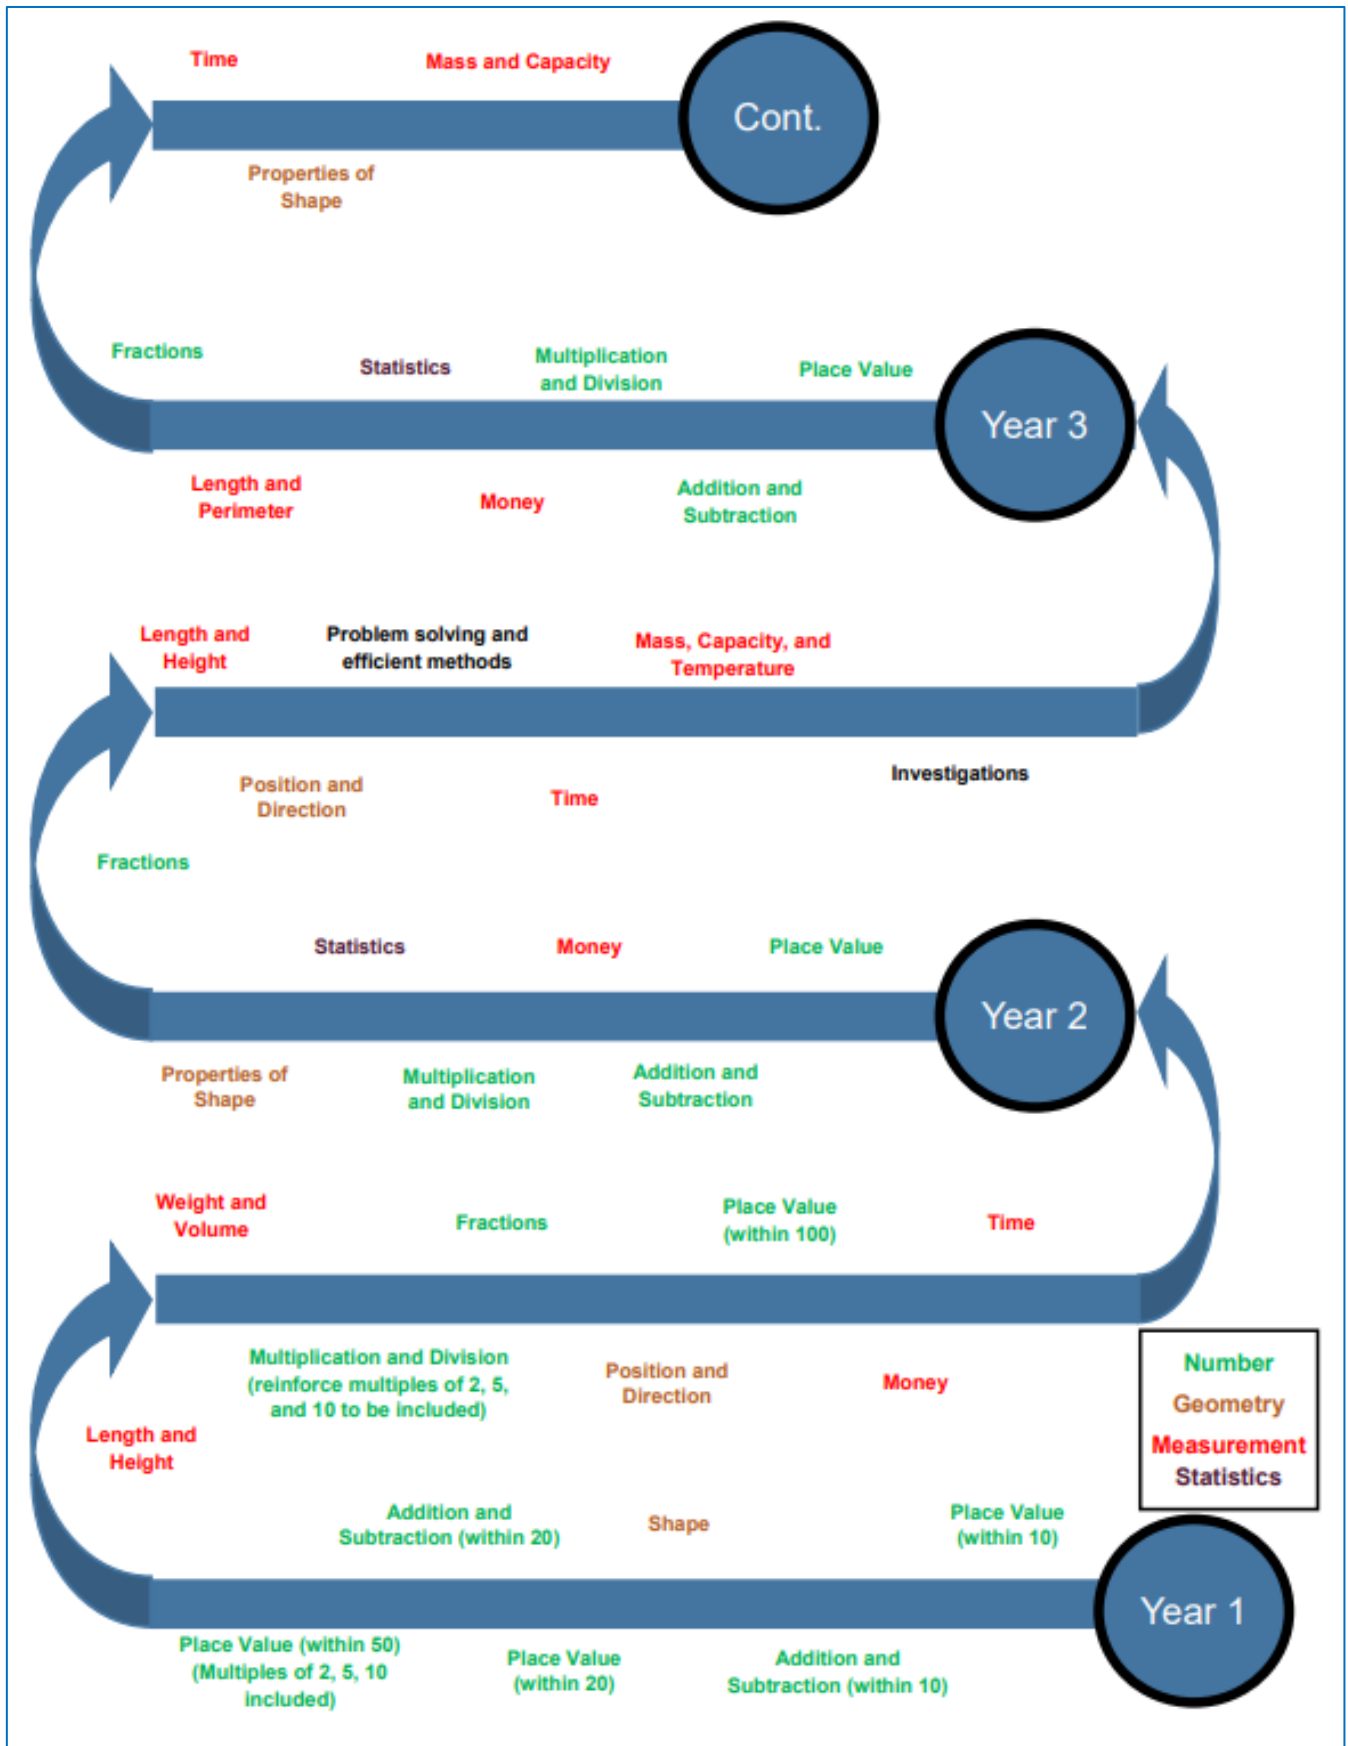 Time
Mass and Capacity
Cont.
Properties of
Shape
Fractions
Statistics
Multiplication
and Division
Place Value
Year 3
Length and
Perimeter
Money
Addition and
Subtraction
Length and
Height
Problem solving and
efficient methods
Mass, Capacity, and
Temperature
Position and
Direction
Time
Investigations
Fractions
Statistics
Money
Place Value
Year 2
Properties of
Shape
Multiplication
and Division
Addition and
Subtraction
Weight and
Volume
Fractions
Place Value
(within 100)
Time
Multiplication and Division
(reinforce multiples of 2, 5,
and 10 to be included)
Position and
Direction
Money
Number
Geometry
Measurement
Statistics
Length and
Height
Addition and
Subtraction (within 20)
Shape
Place Value
(within 10)
Year 1
Place Value (within 50)
(Multiples of 2, 5, 10
included)
Place Value
(within 20)
Addition and
Subtraction (within 10)